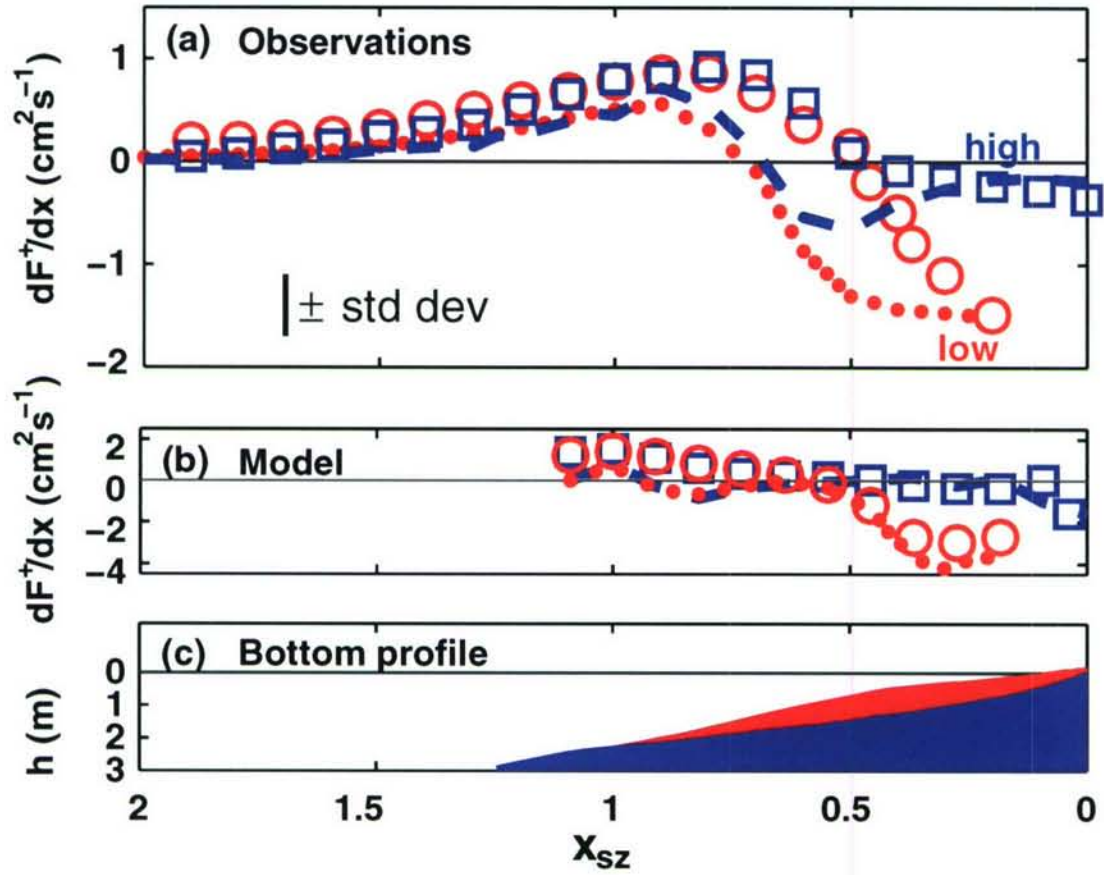 (a) Observations
dF⁺/dx (cm²s⁻¹)
1
0
−1
−2
high
low
± std dev
(b) Model
dF⁺/dx (cm²s⁻¹)
2
0
−2
−4
(c) Bottom profile
h (m)
0
1
2
3
2 1.5 1 0.5 0
x_sz